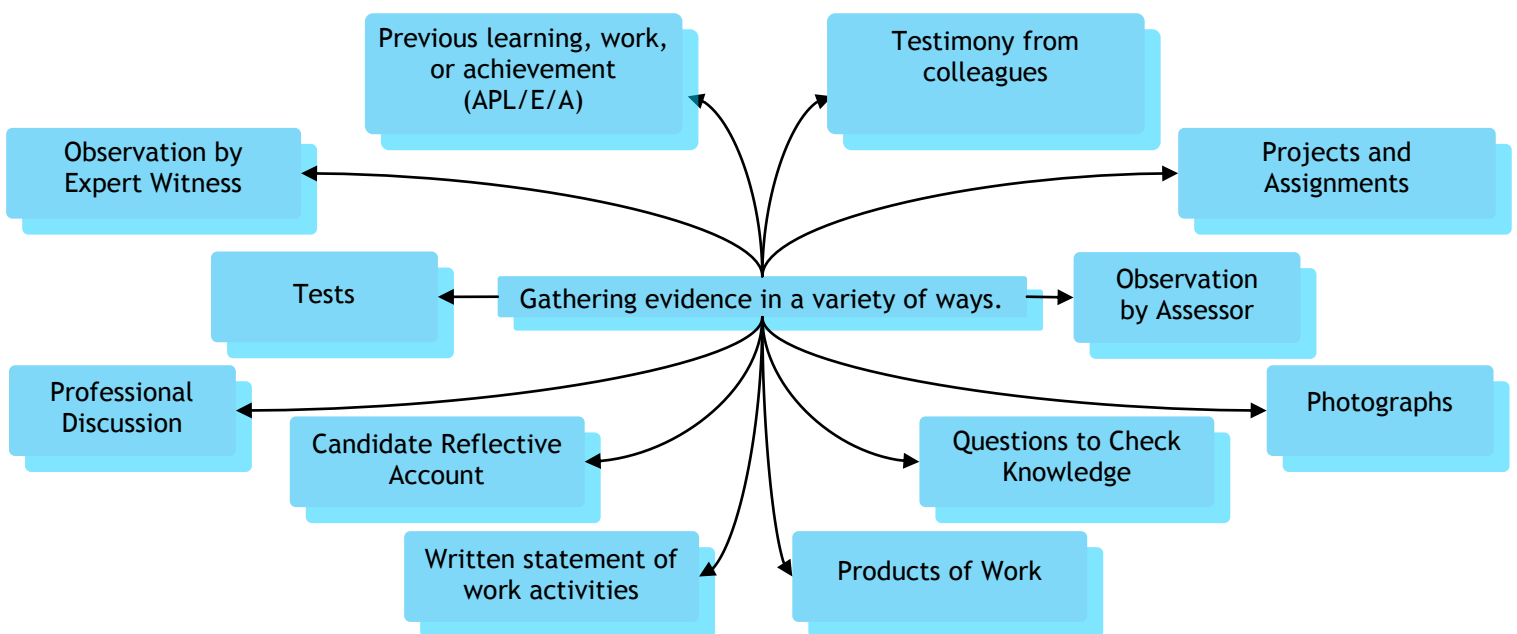 Previous learning, work,
or achievement
(APL/E/A)
Testimony from
colleagues
Observation by
Expert Witness
Projects and
Assignments
Tests
Gathering evidence in a variety of ways.
Observation
by Assessor
Professional
Discussion
Photographs
Candidate Reflective
Account
Questions to Check
Knowledge
Written statement of
work activities
Products of Work